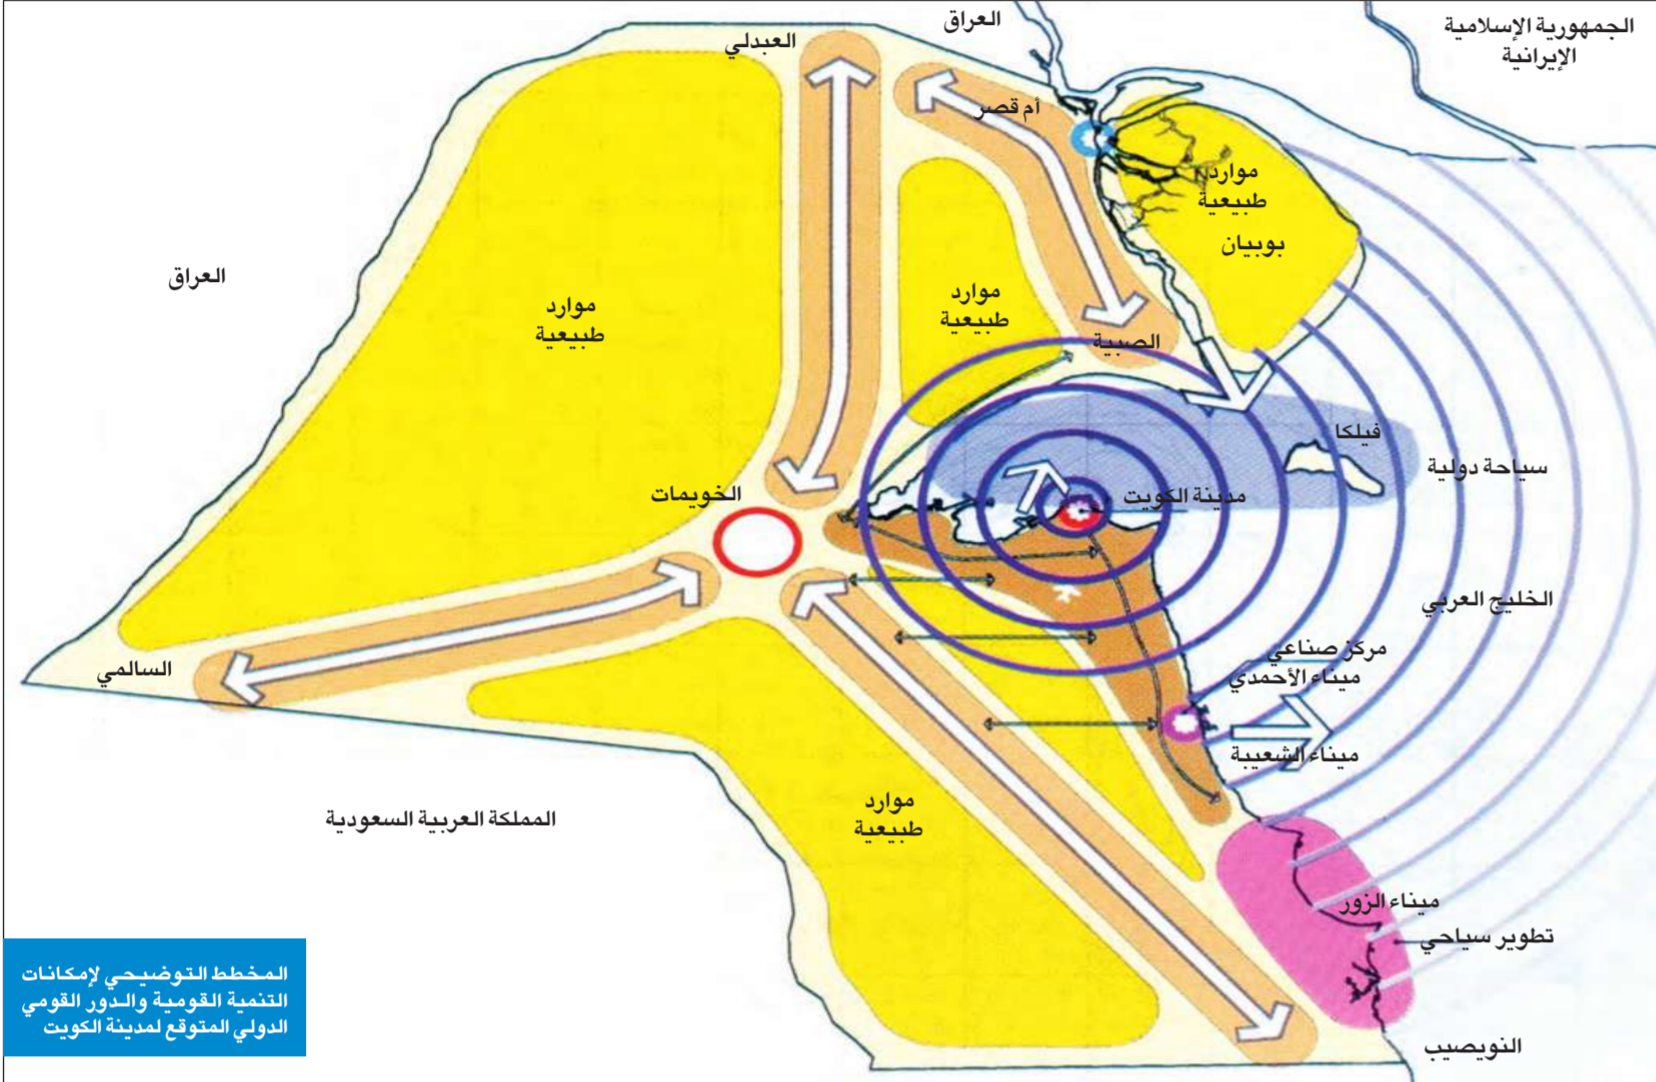 العراق
الجمهورية الإسلامية
الإيرانية
العبدلي
أم قصر
موارد
طبيعية
بوبيان
العراق
موارد
طبيعية
موارد
طبيعية
الصبية
فيلكا
سياحة دولية
الخويمات
مدينة الكويت
الخليج العربي
مركز صناعي
ميناء الأحمدي
السالمي
ميناء الشعيبة
موارد
طبيعية
المملكة العربية السعودية
ميناء الزور
تطوير سياحي
النويصيب
المخطط التوضيحي لإمكانات
التنمية القومية والدور القومي
الدولي المتوقع لمدينة الكويت